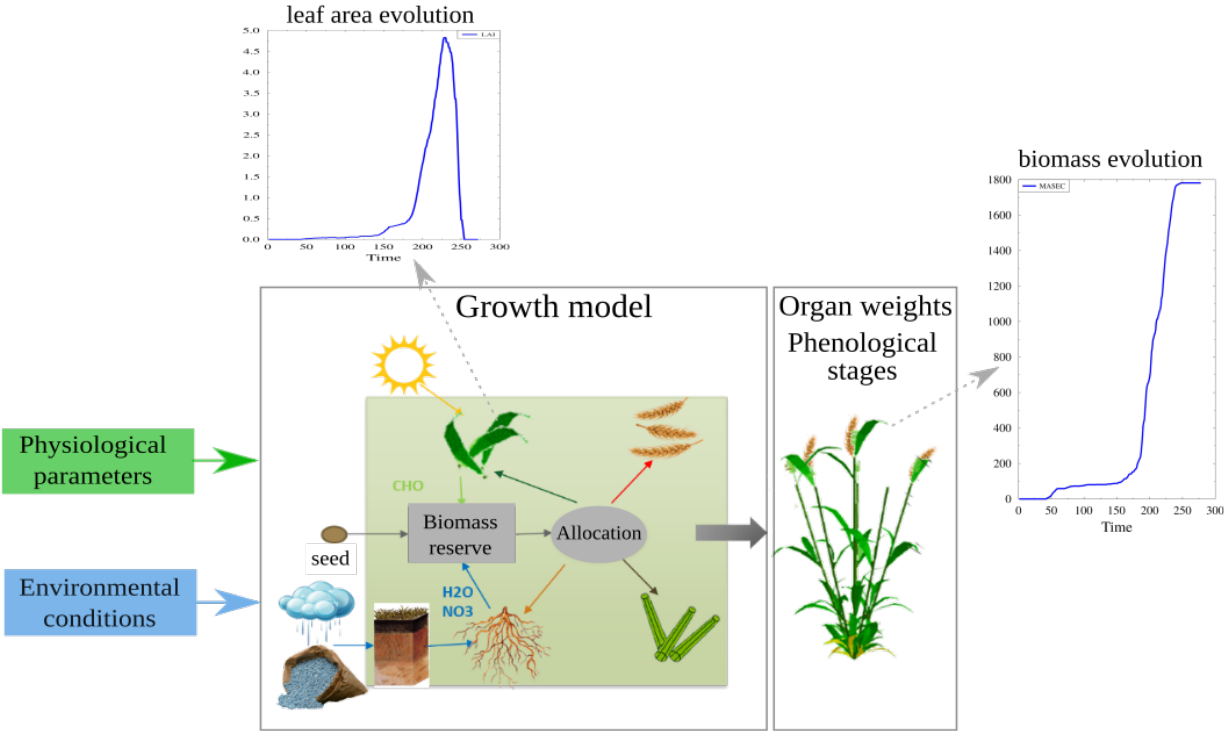 leaf area evolution
LAI
5.0
4.5
4.0
3.5
3.0
2.5
2.0
1.5
1.0
0.5
0.0
0
50
100
150
200
250
300
Time
biomass evolution
MASEC
1800
1600
1400
1200
1000
800
600
400
200
0
0
50
100
150
200
250
300
Time
Growth model
Organ weights
Phenological
stages
Physiological
parameters
Environmental
conditions
CHO
Biomass
reserve
Allocation
seed
H2O
NO3